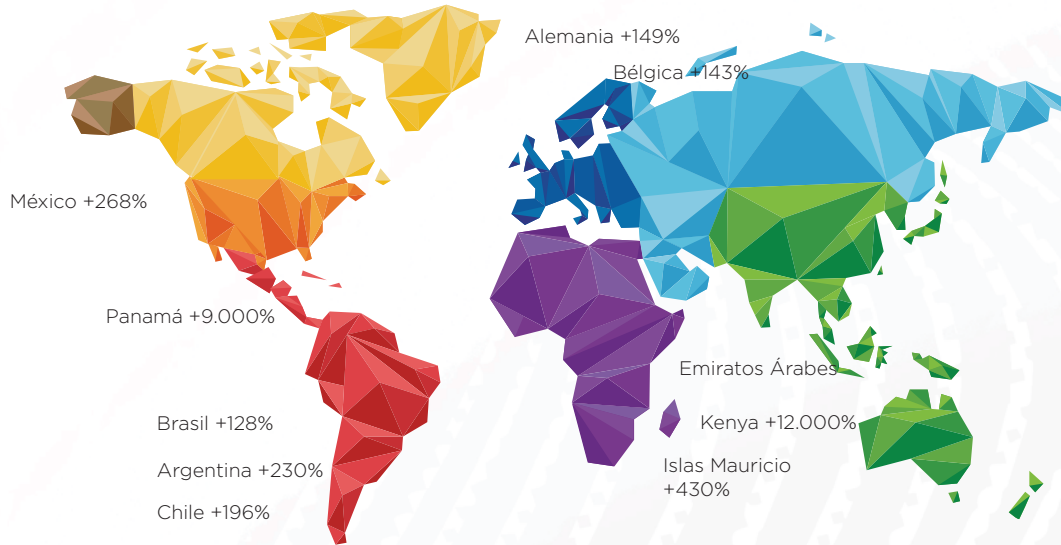 Alemania +149%
Bélgica +143%
México +268%
Panamá +9.000%
Emiratos Árabes
Brasil +128%
Kenya +12.000%
Argentina +230%
Islas Mauricio
+430%
Chile +196%